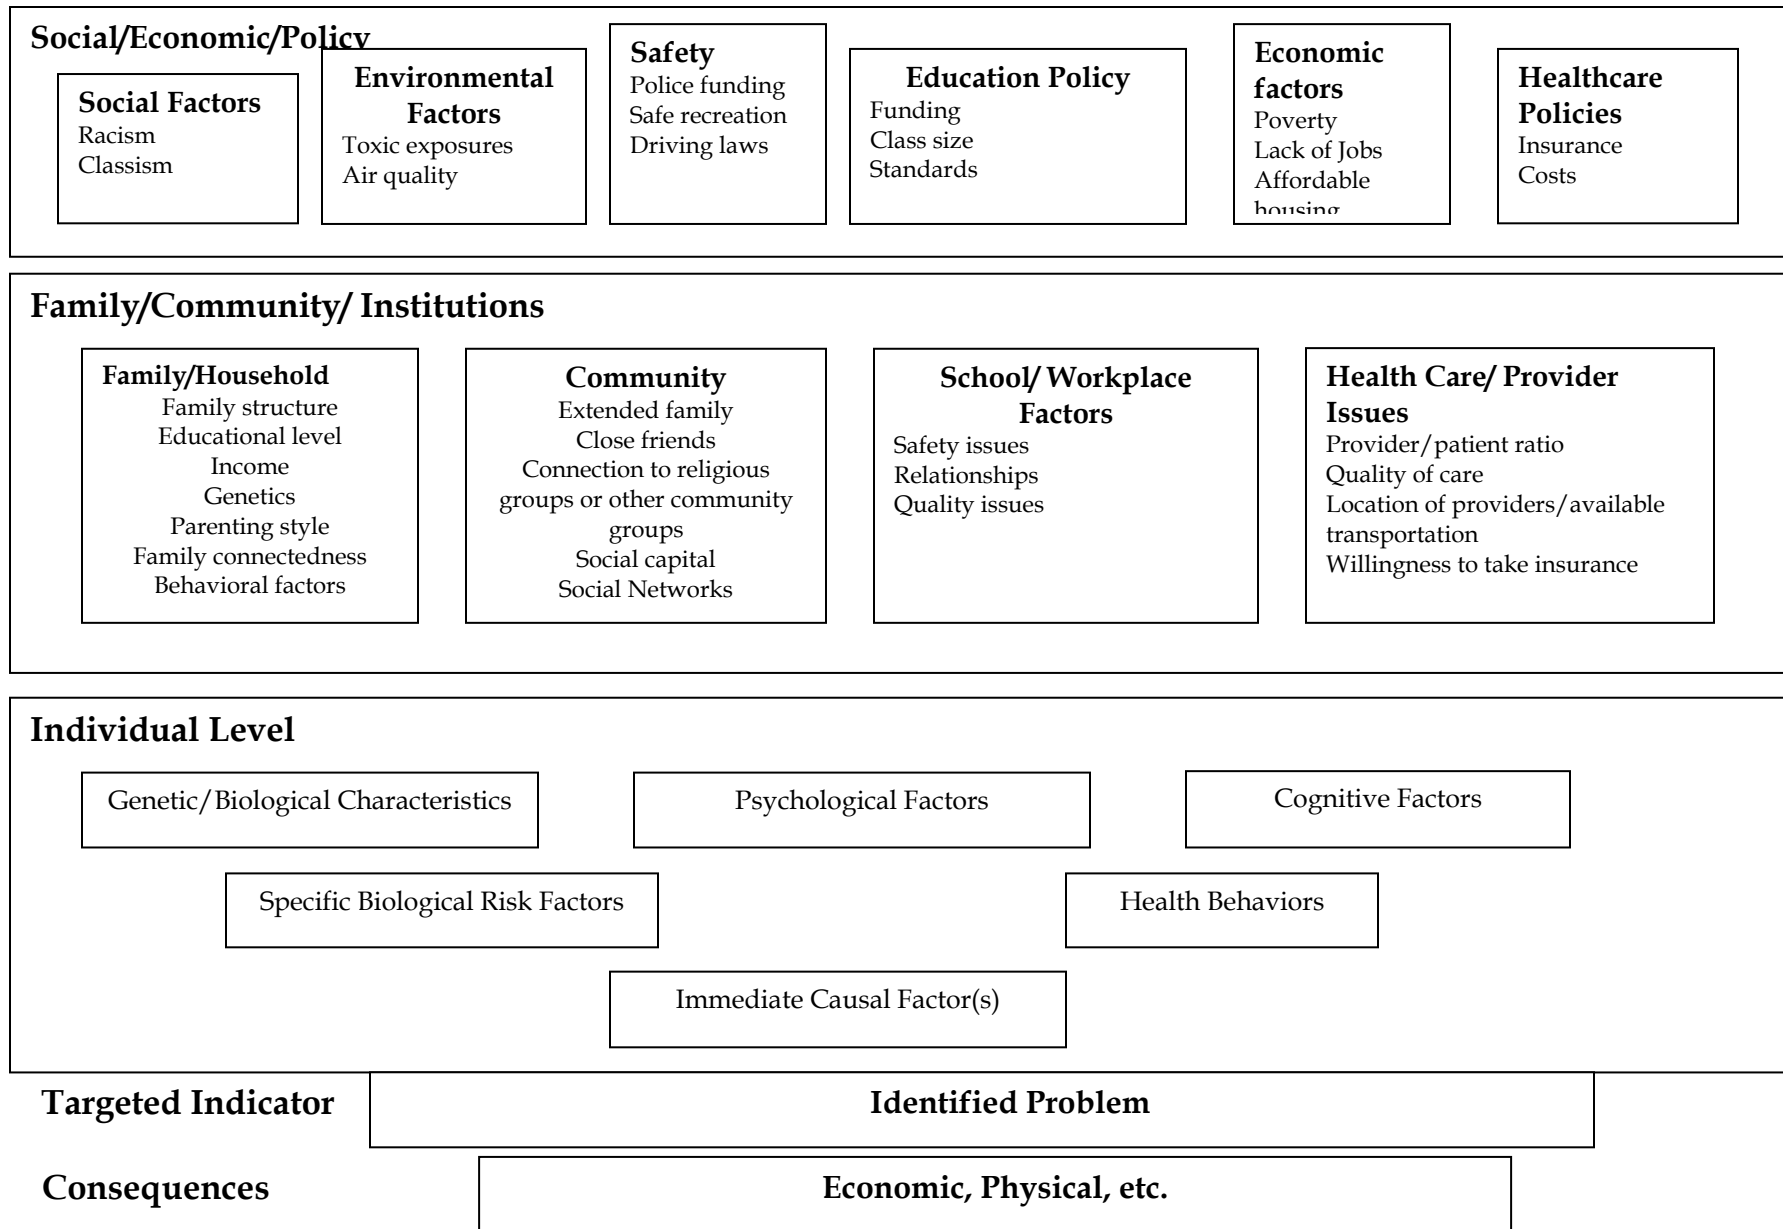 Social/Economic/Policy
Social Factors
Racism
Classism
Environmental
Factors
Toxic exposures
Air quality
Safety
Police funding
Safe recreation
Driving laws
Education Policy
Funding
Class size
Standards
Economic
factors
Poverty
Lack of Jobs
Affordable
housing
Healthcare
Policies
Insurance
Costs
Family/Community/ Institutions
Family/Household
Family structure
Educational level
Income
Genetics
Parenting style
Family connectedness
Behavioral factors
Community
Extended family
Close friends
Connection to religious
groups or other community
groups
Social capital
Social Networks
School/ Workplace
Factors
Safety issues
Relationships
Quality issues
Health Care/ Provider
Issues
Provider/patient ratio
Quality of care
Location of providers/available
transportation
Willingness to take insurance
Individual Level
Genetic/Biological Characteristics
Psychological Factors
Cognitive Factors
Specific Biological Risk Factors
Health Behaviors
Immediate Causal Factor(s)
Targeted Indicator
Identified Problem
Consequences
Economic, Physical, etc.